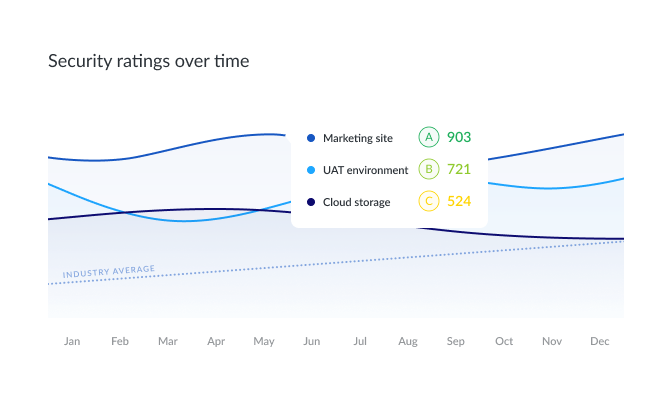 Security ratings over time
Marketing site A 903
UAT environment B 721
Cloud storage C 524
INDUSTRY AVERAGE
Jan Feb Mar Apr May Jun Jul Aug Sep Oct Nov Dec